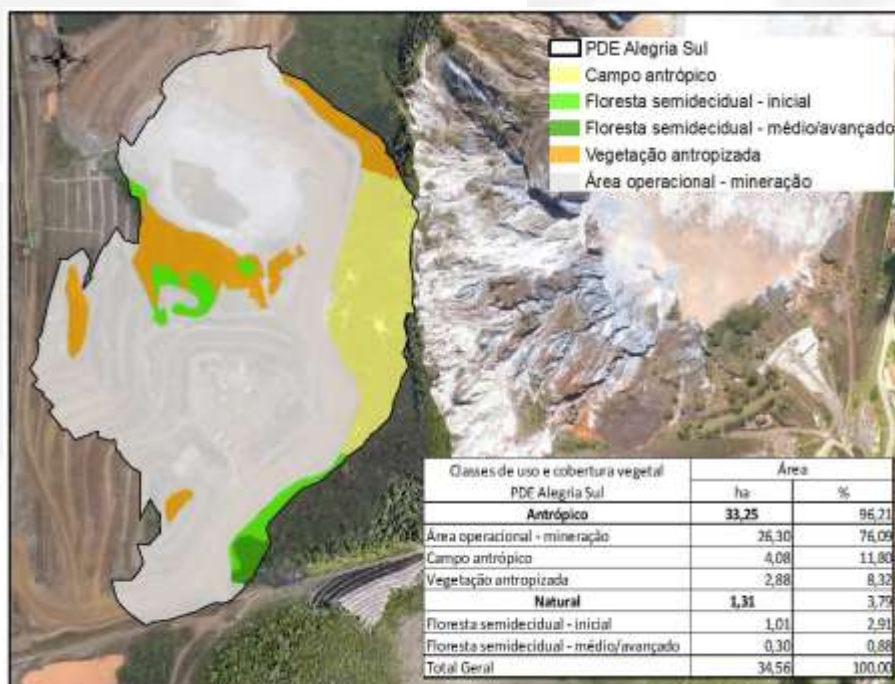 PDE Alegria Sul
Campo antrópico
Floresta semidecidual - inicial
Floresta semidecidual - médio/avançado
Vegetação antropizada
Área operacional - mineração
Classes de uso e cobertura vegetal Área
PDE Alegria Sul ha %
Antrópico 33,25 96,21
Área operacional - mineração 26,30 76,09
Campo antrópico 4,08 11,80
Vegetação antropizada 2,88 8,32
Natural 1,31 3,79
Floresta semidecidual - inicial 1,01 2,91
Floresta semidecidual - médio/avançado 0,30 0,88
Total Geral 34,56 100,00